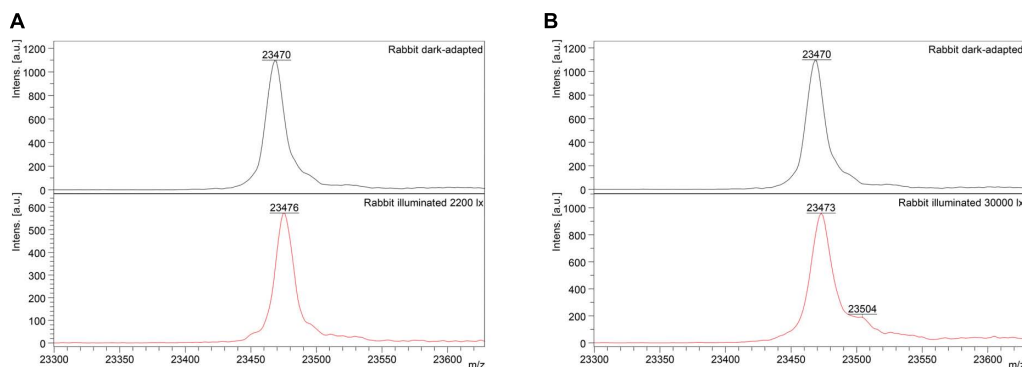 A
Intens. [a.u.]
Rabbit dark-adapted
23470
1200
1000
800
600
400
200
0
Intens. [a.u.]
Rabbit illuminated 2200 lx
23476
600
500
400
300
200
100
0
23300 23350 23400 23450 23500 23550 23600 m/z
B
Intens. [a.u.]
Rabbit dark-adapted
23470
1200
1000
800
600
400
200
0
Intens. [a.u.]
Rabbit illuminated 30000 lx
23473
23504
1000
800
600
400
200
0
23300 23350 23400 23450 23500 23550 23600 m/z